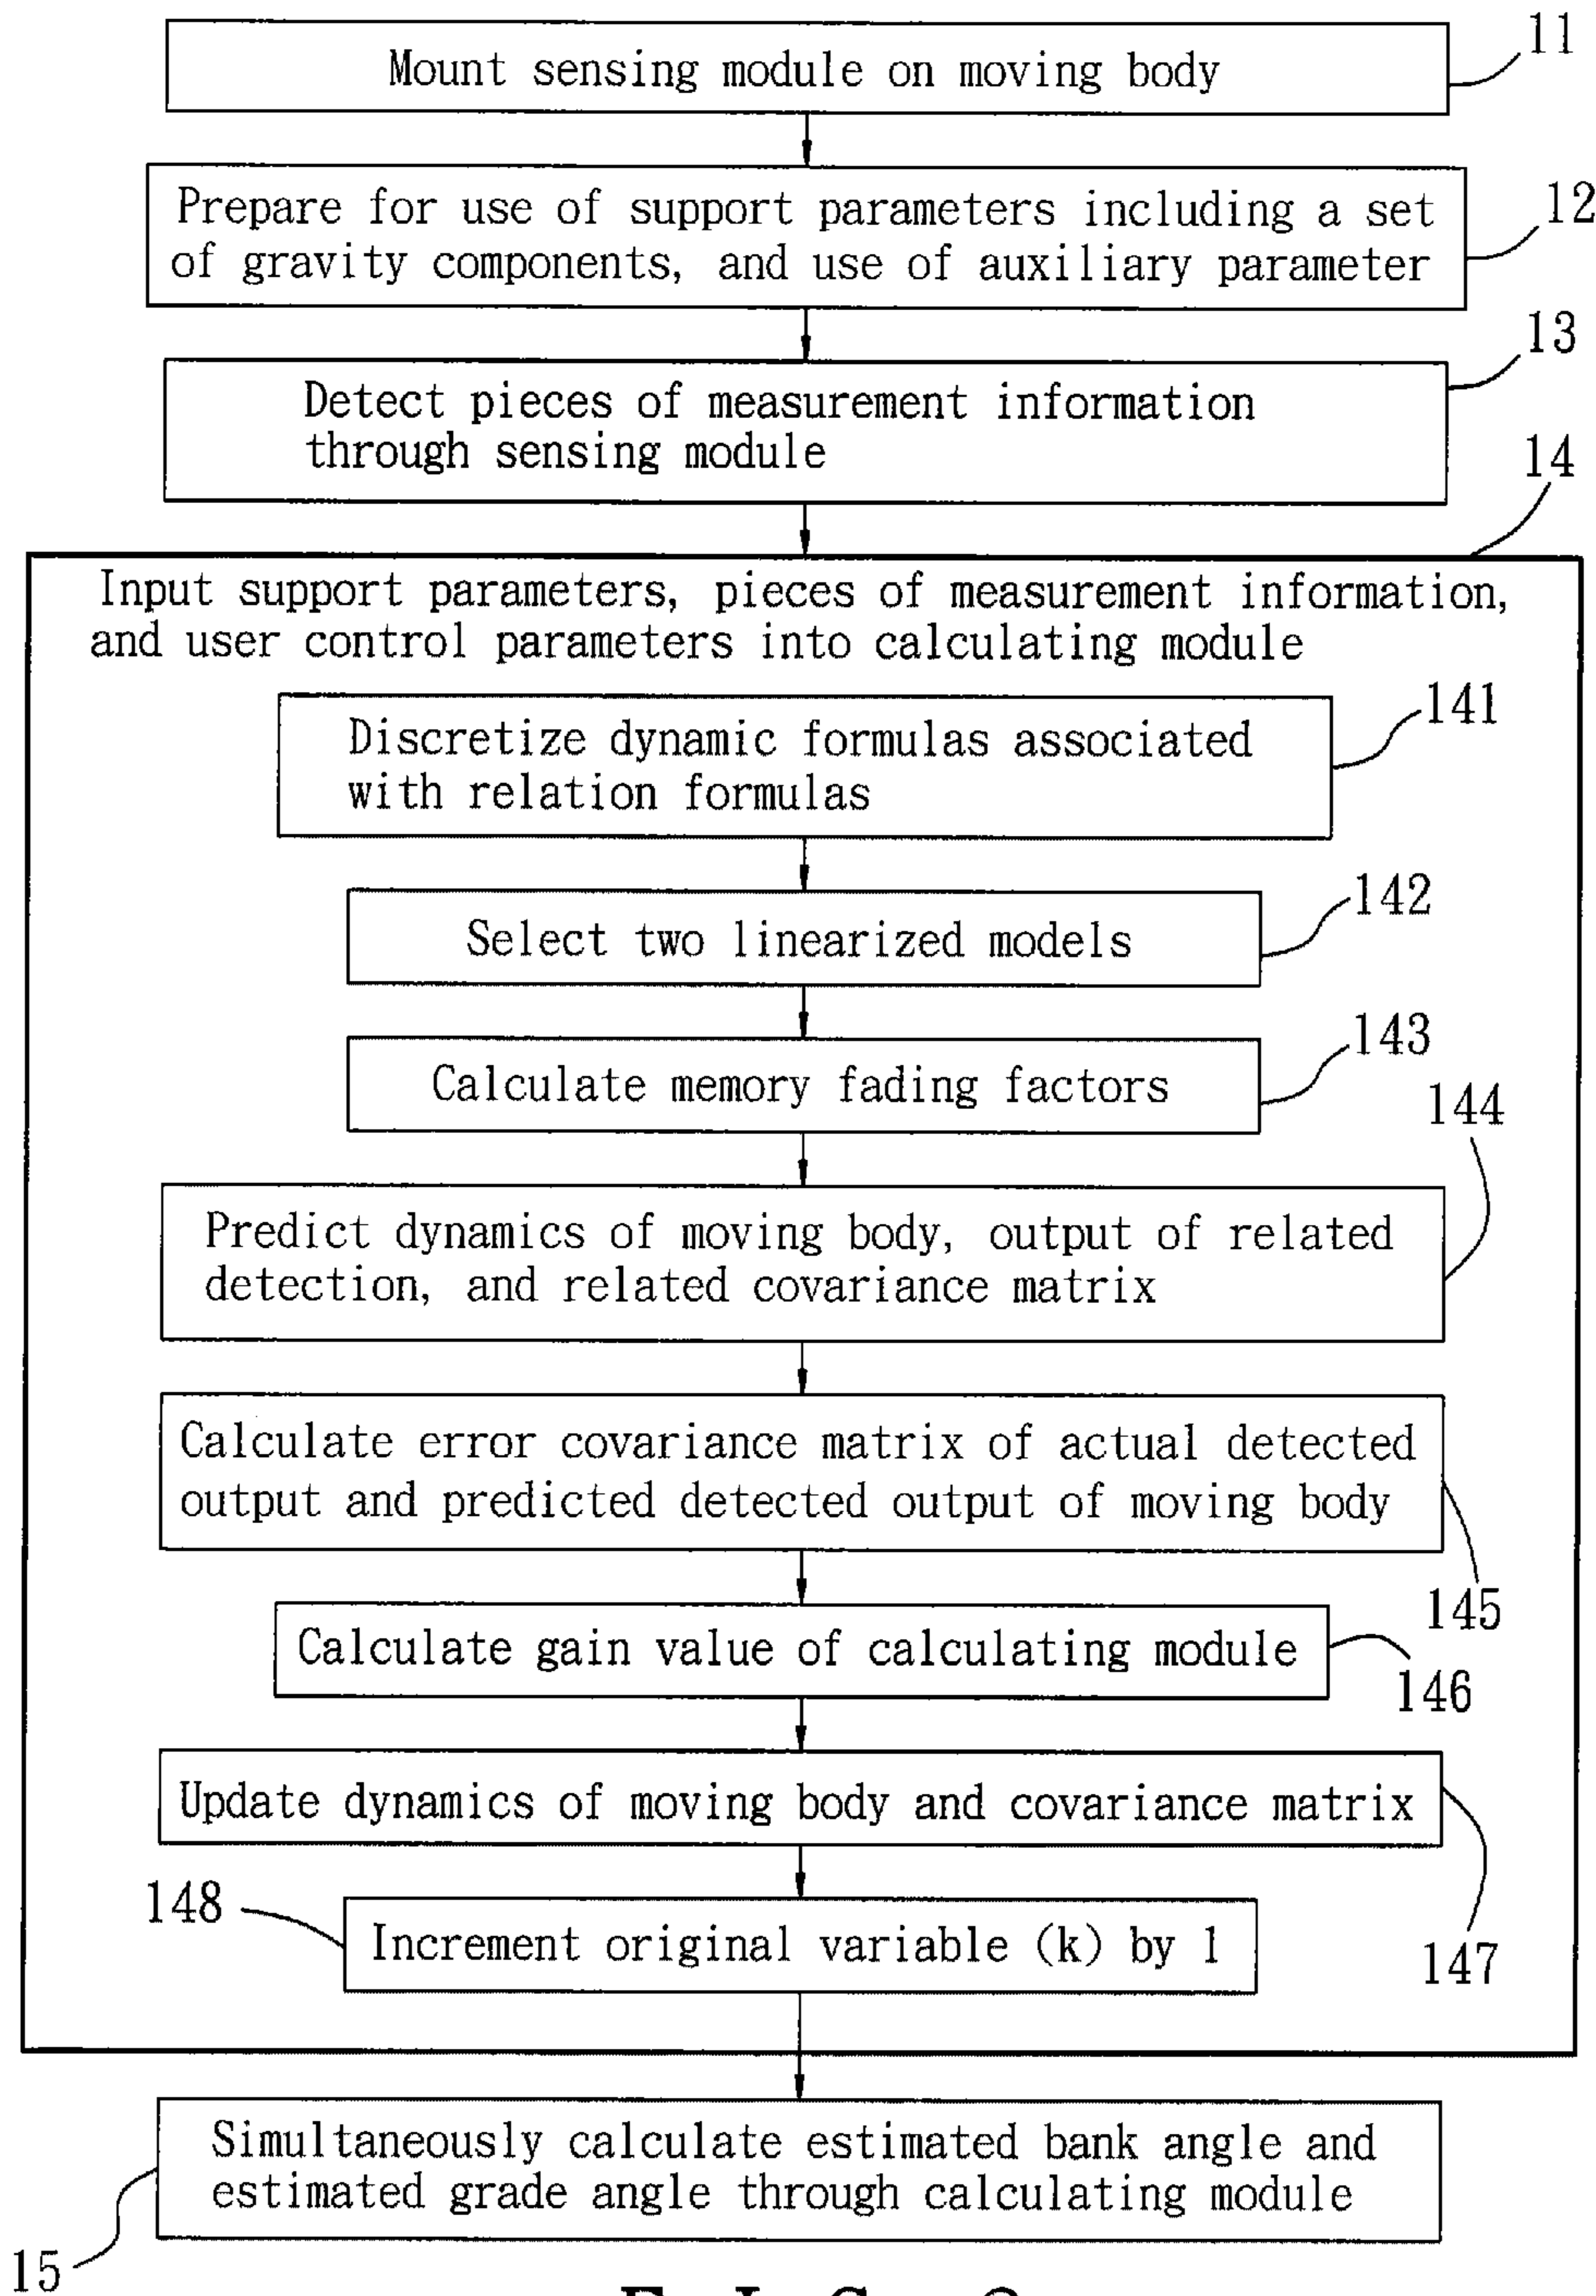 Mount sensing module on moving body
11
Prepare for use of support parameters including a set
of gravity components, and use of auxiliary parameter
12
Detect pieces of measurement information
through sensing module
13
14
Input support parameters, pieces of measurement information,
and user control parameters into calculating module
Discretize dynamic formulas associated
with relation formulas
141
Select two linearized models
142
Calculate memory fading factors
143
Predict dynamics of moving body, output of related
detection, and related covariance matrix
144
Calculate error covariance matrix of actual detected
output and predicted detected output of moving body
145
Calculate gain value of calculating module
146
Update dynamics of moving body and covariance matrix
147
148
Increment original variable (k) by 1
Simultaneously calculate estimated bank angle and
estimated grade angle through calculating module
15